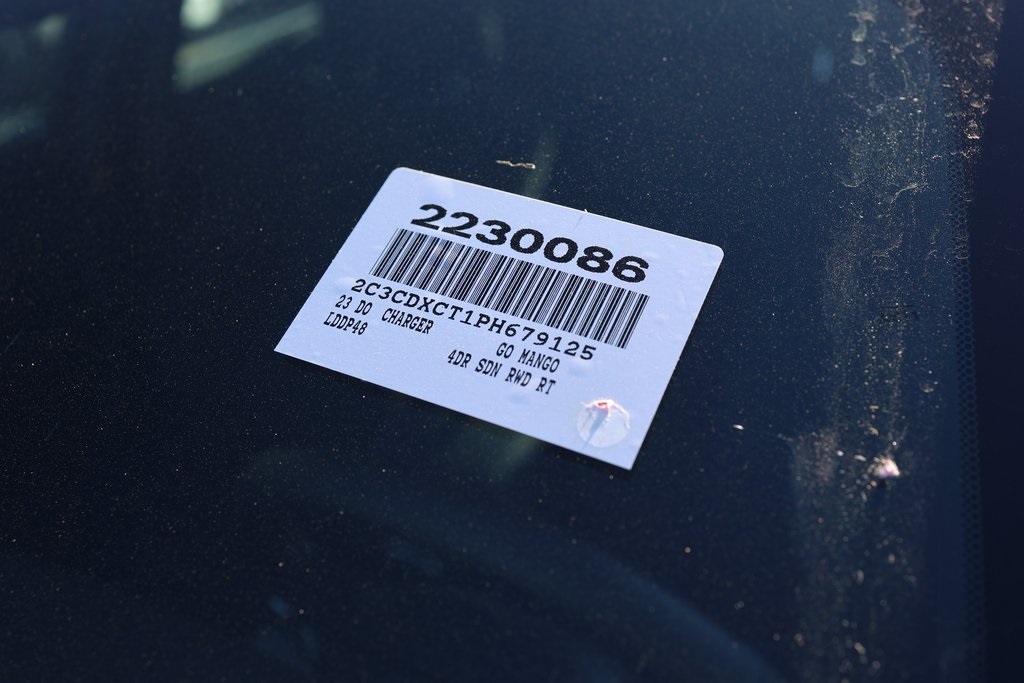 2230086
2C3CDXCT1PH679125
23 DO CHARGER
LDDP48
GO MANGO
4DR SDN RWD RT